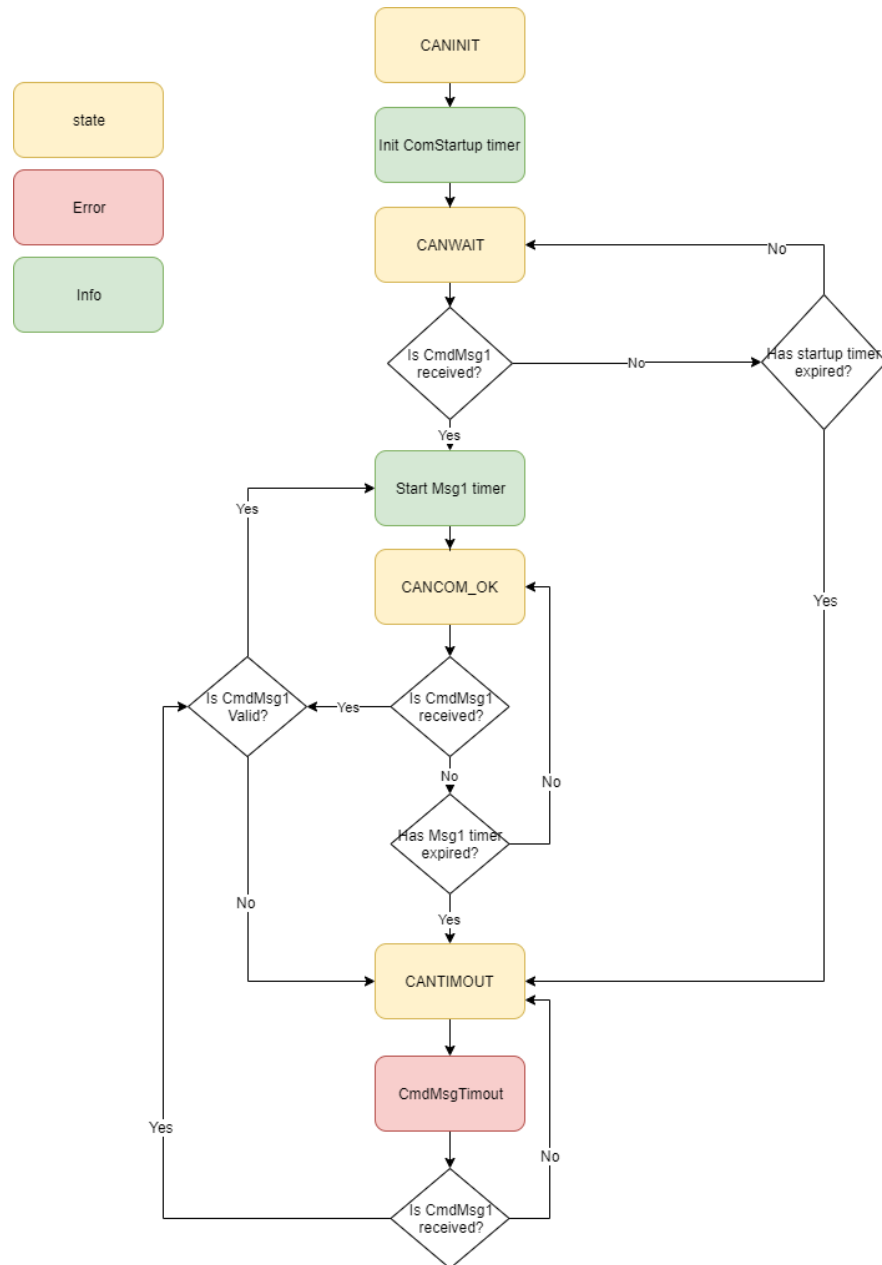 CANINIT
state
Init ComStartup timer
Error
CANWAIT
No
Info
Is CmdMsg1
received?
No
Has startup timer
expired?
Yes
Start Msg1 timer
Yes
CANCOM_OK
Yes
Is CmdMsg1
Valid?
Yes
Is CmdMsg1
received?
No
No
Has Msg1 timer
expired?
No
Yes
CANTIMOUT
CmdMsgTimout
Yes
No
Is CmdMsg1
received?